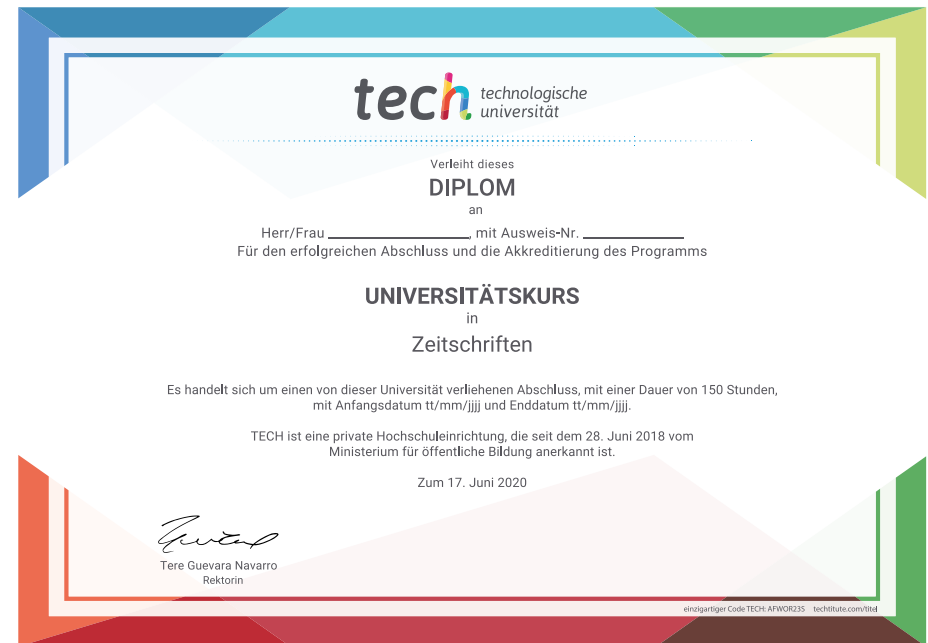 tech technologische
universität
Verleiht dieses
DIPLOM
an
Herr/Frau ____________, mit Ausweis-Nr. ____________
Für den erfolgreichen Abschluss und die Akkreditierung des Programms
UNIVERSITÄTSKURS
in
Zeitschriften
Es handelt sich um einen von dieser Universität verliehenen Abschluss, mit einer Dauer von 150 Stunden,
mit Anfangsdatum tt/mm/jjjj und Enddatum tt/mm/jjjj.
TECH ist eine private Hochschuleinrichtung, die seit dem 28. Juni 2018 vom
Ministerium für öffentliche Bildung anerkannt ist.
Zum 17. Juni 2020
Tere Guevara Navarro
Rektorin
einzigartiger Code TECH: AFWOR23S techtitute.com/titel